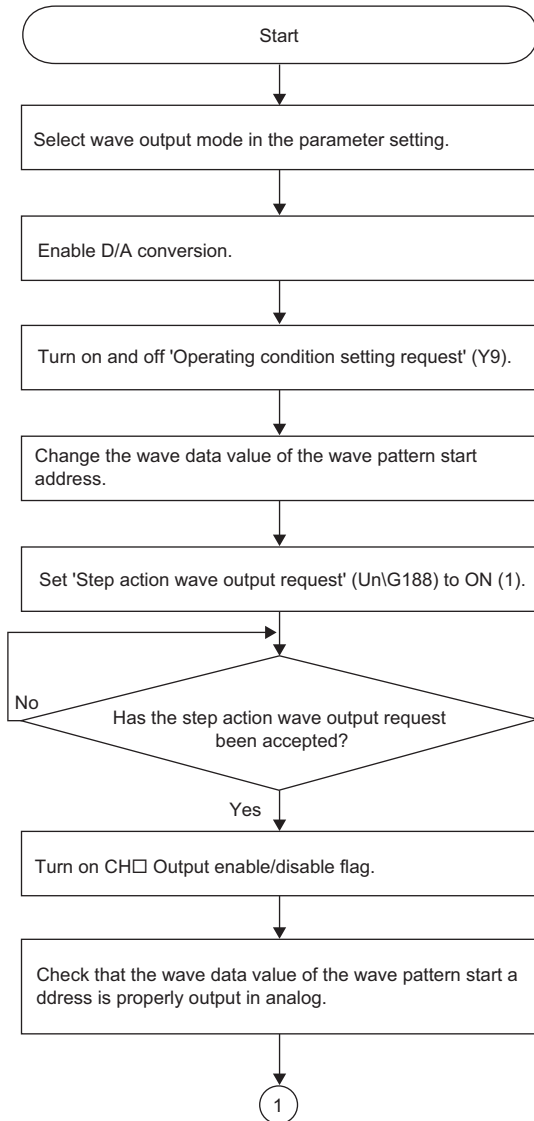 Start
Select wave output mode in the parameter setting.
Enable D/A conversion.
Turn on and off 'Operating condition setting request' (Y9).
Change the wave data value of the wave pattern start
address.
Set 'Step action wave output request' (Un\G188) to ON (1).
No
Has the step action wave output request
been accepted?
Yes
Turn on CH□ Output enable/disable flag.
Check that the wave data value of the wave pattern start a
ddress is properly output in analog.
1